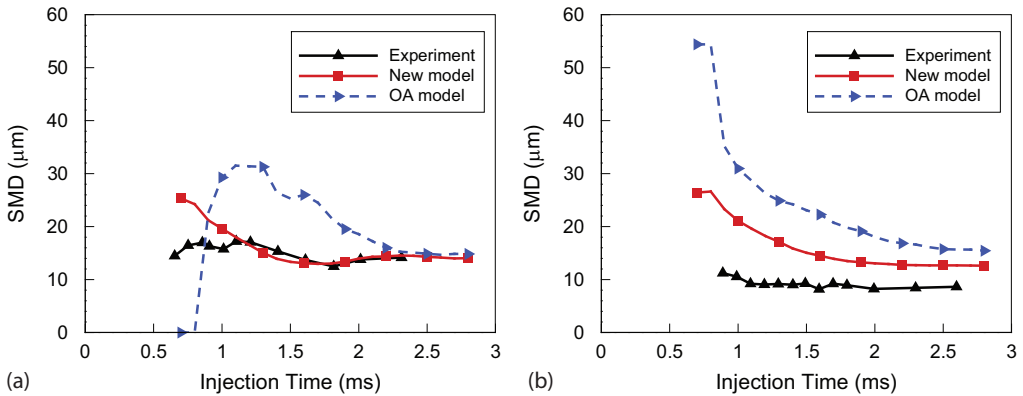 60
50
40
30
20
10
0
SMD (μm)
Experiment
New model
OA model
0 0.5 1 1.5 2 2.5 3
Injection Time (ms)
(a)
60
50
40
30
20
10
0
SMD (μm)
Experiment
New model
OA model
0 0.5 1 1.5 2 2.5 3
Injection Time (ms)
(b)